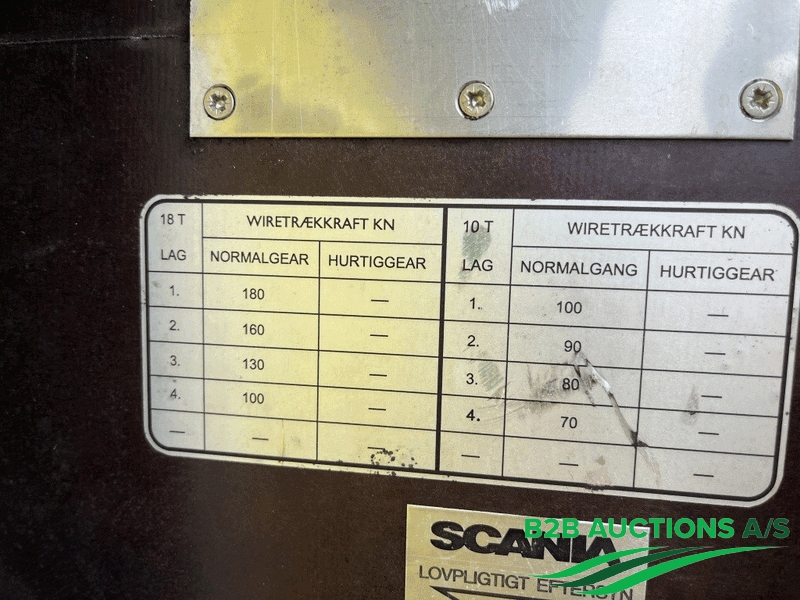 18 T WIRETRÆKKRAFT KN 10 T WIRETRÆKKRAFT KN
LAG NORMALGEAR HURTIGGEAR LAG NORMALGANG HURTIGGEAR
1. 180 — 1. 100 —
2. 160 — 2. 90 —
3. 130 — 3. 80 —
4. 100 — 4. 70 —
— — — — — —
SCANIA
LOVPLIGTIGT EFTERSYN
B2B AUCTIONS A/S